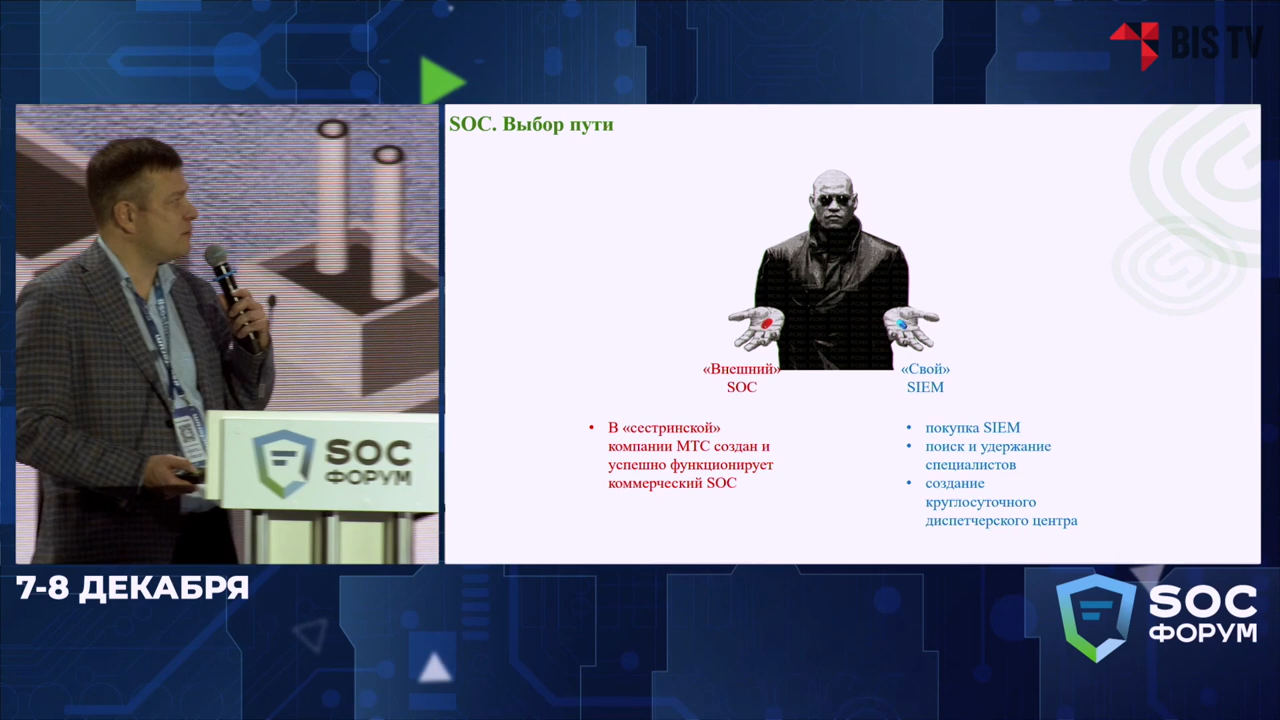 BIS TV
SOC. Выбор пути
«Внешний»
SOC
«Свой»
SIEM
• В «сестринской»
компании МТС создан и
успешно функционирует
коммерческий SOC
• покупка SIEM
• поиск и удержание
специалистов
• создание
круглосуточного
диспетчерского центра
SOC
ФОРУМ
7-8 ДЕКАБРЯ
SOC
ФОРУМ